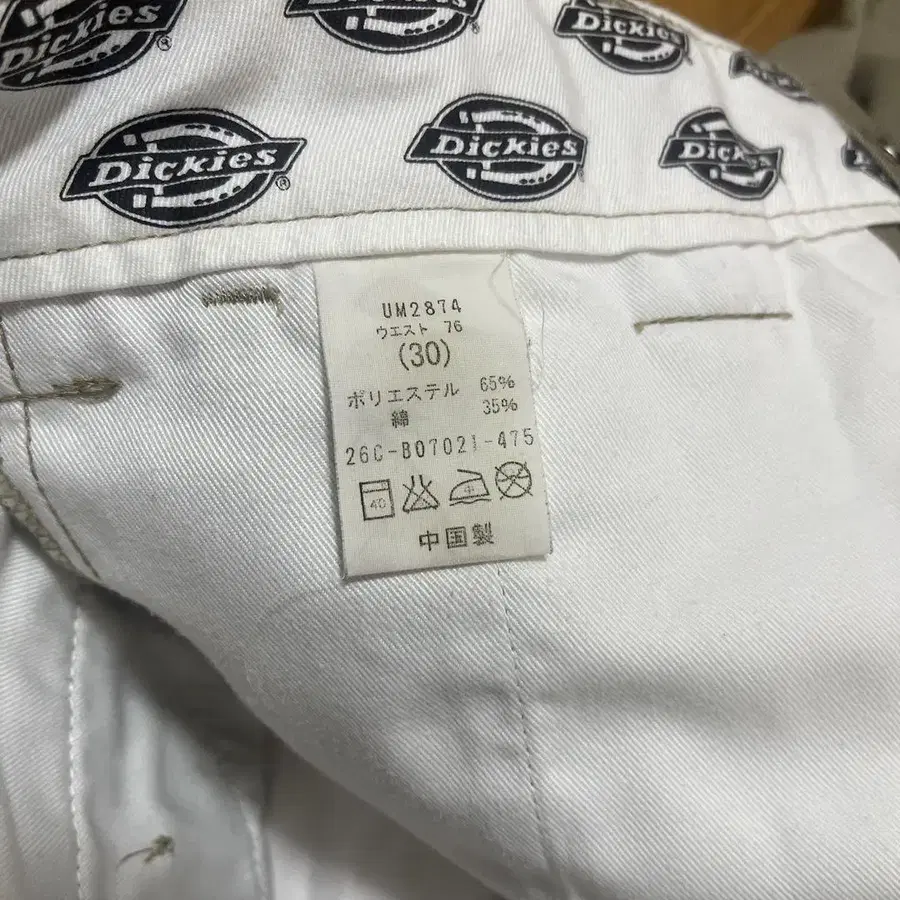 Dickies
Dickies
Dickies
Dickies
Dickies
Dickies
UM2874
ウエスト 76
(30)
ポリエステル 65%
綿 35%
26C-B07021-475
40 中
中国製